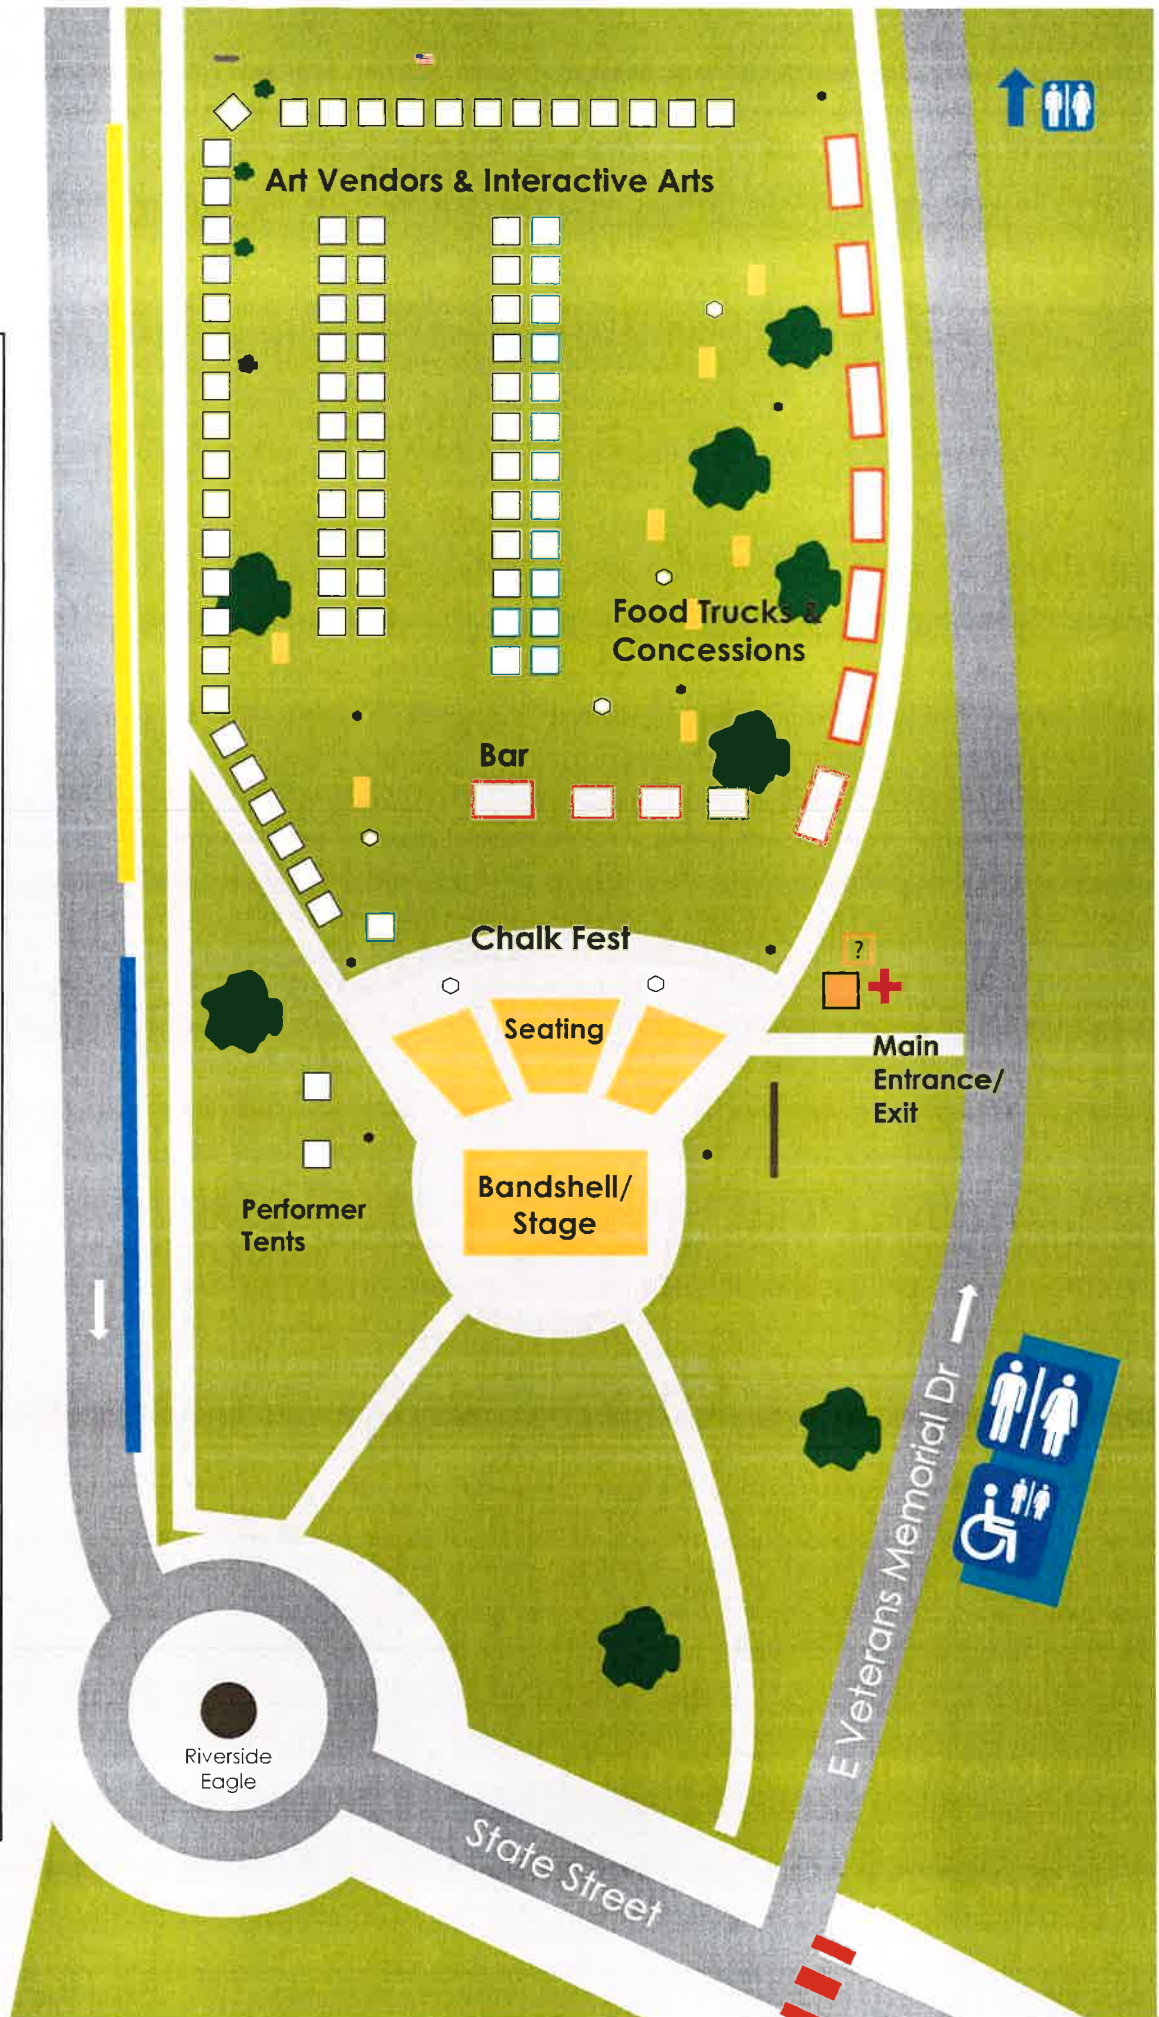 Art Vendors & Interactive Arts
Food Trucks &
Concessions
Bar
Chalk Fest
?
Seating
Main
Entrance/
Exit
Bandshell/
Stage
Performer
Tents
E Veterans Memorial Dr
Riverside
Eagle
State Street